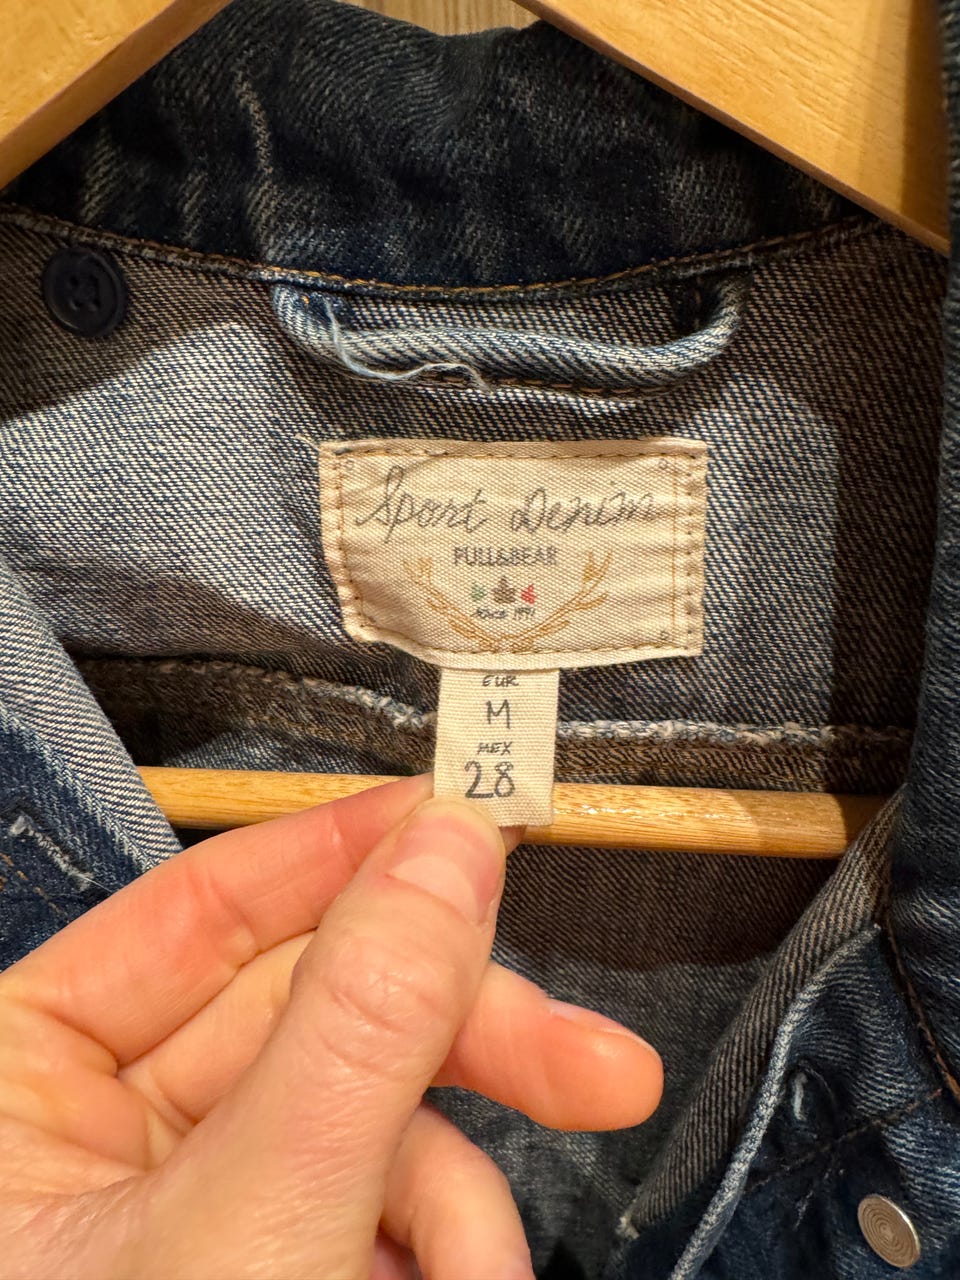 Sport Denim
PULL&BEAR
SINCE 1991
EUR
M
MEX
28